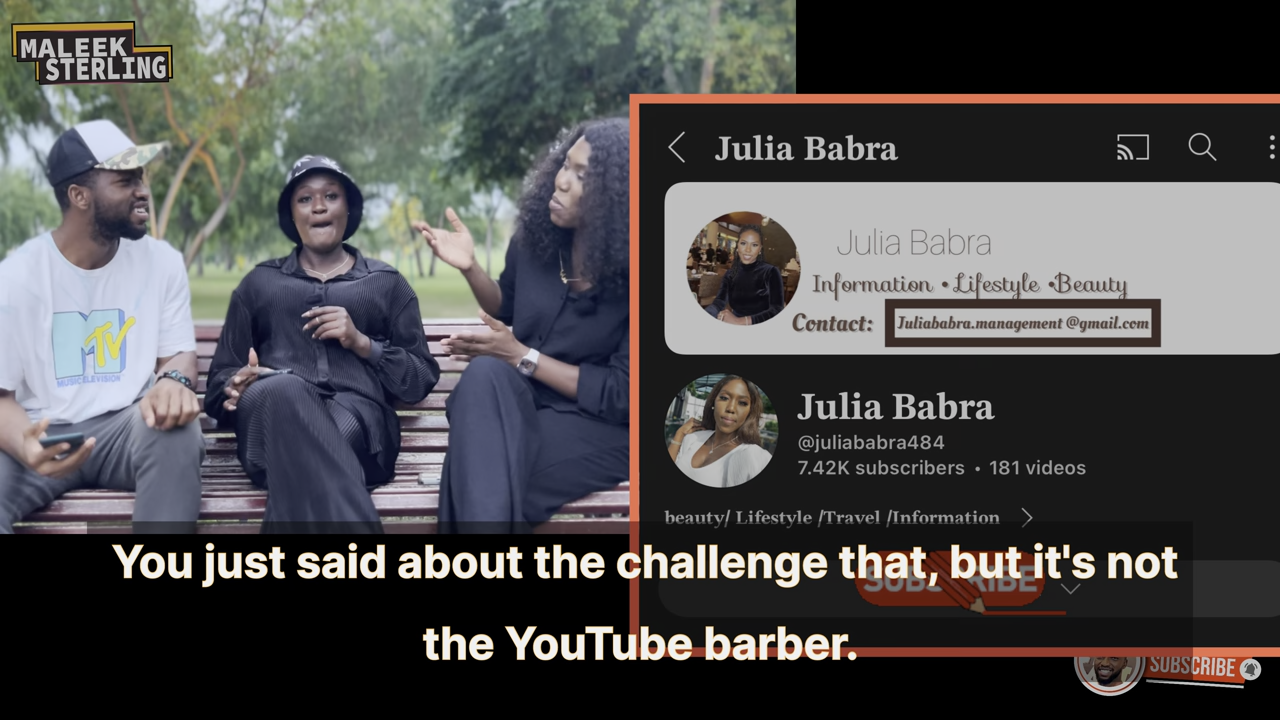 MALEEK
STERLING
MTV
MUSIC TELEVISION
Julia Babra
Julia Babra
Information • Lifestyle • Beauty
Contact: Juliababra.management @gmail.com
Julia Babra
@juliababra484
7.42K subscribers • 181 videos
beauty/ Lifestyle /Travel /Information
SUBSCRIBE
You just said about the challenge that, but it's not
the YouTube barber.
SUBSCRIBE